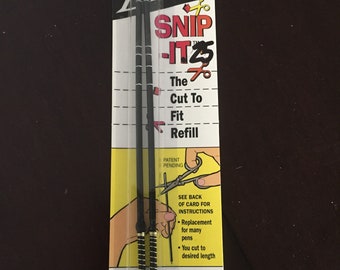 SNIP
-IT 25
The
Cut To
Fit
Refill
PATENT
PENDING
SEE BACK
OF CARD FOR
INSTRUCTIONS
• Replacement
for many
pens
• You cut to
desired length